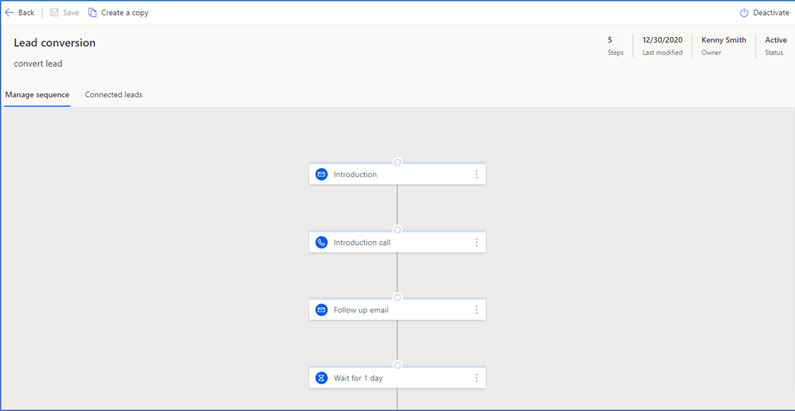 Back Save Create a copy Deactivate
Lead conversion
convert lead
5 12/30/2020 Kenny Smith Active
Steps Last modified Owner Status
Manage sequence Connected leads
Introduction
Introduction call
Follow up email
Wait for 1 day